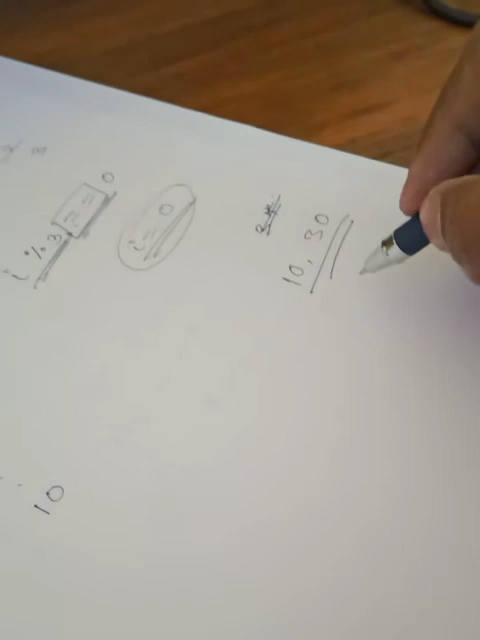 i % 3 == 0
i = 0
10.30
10